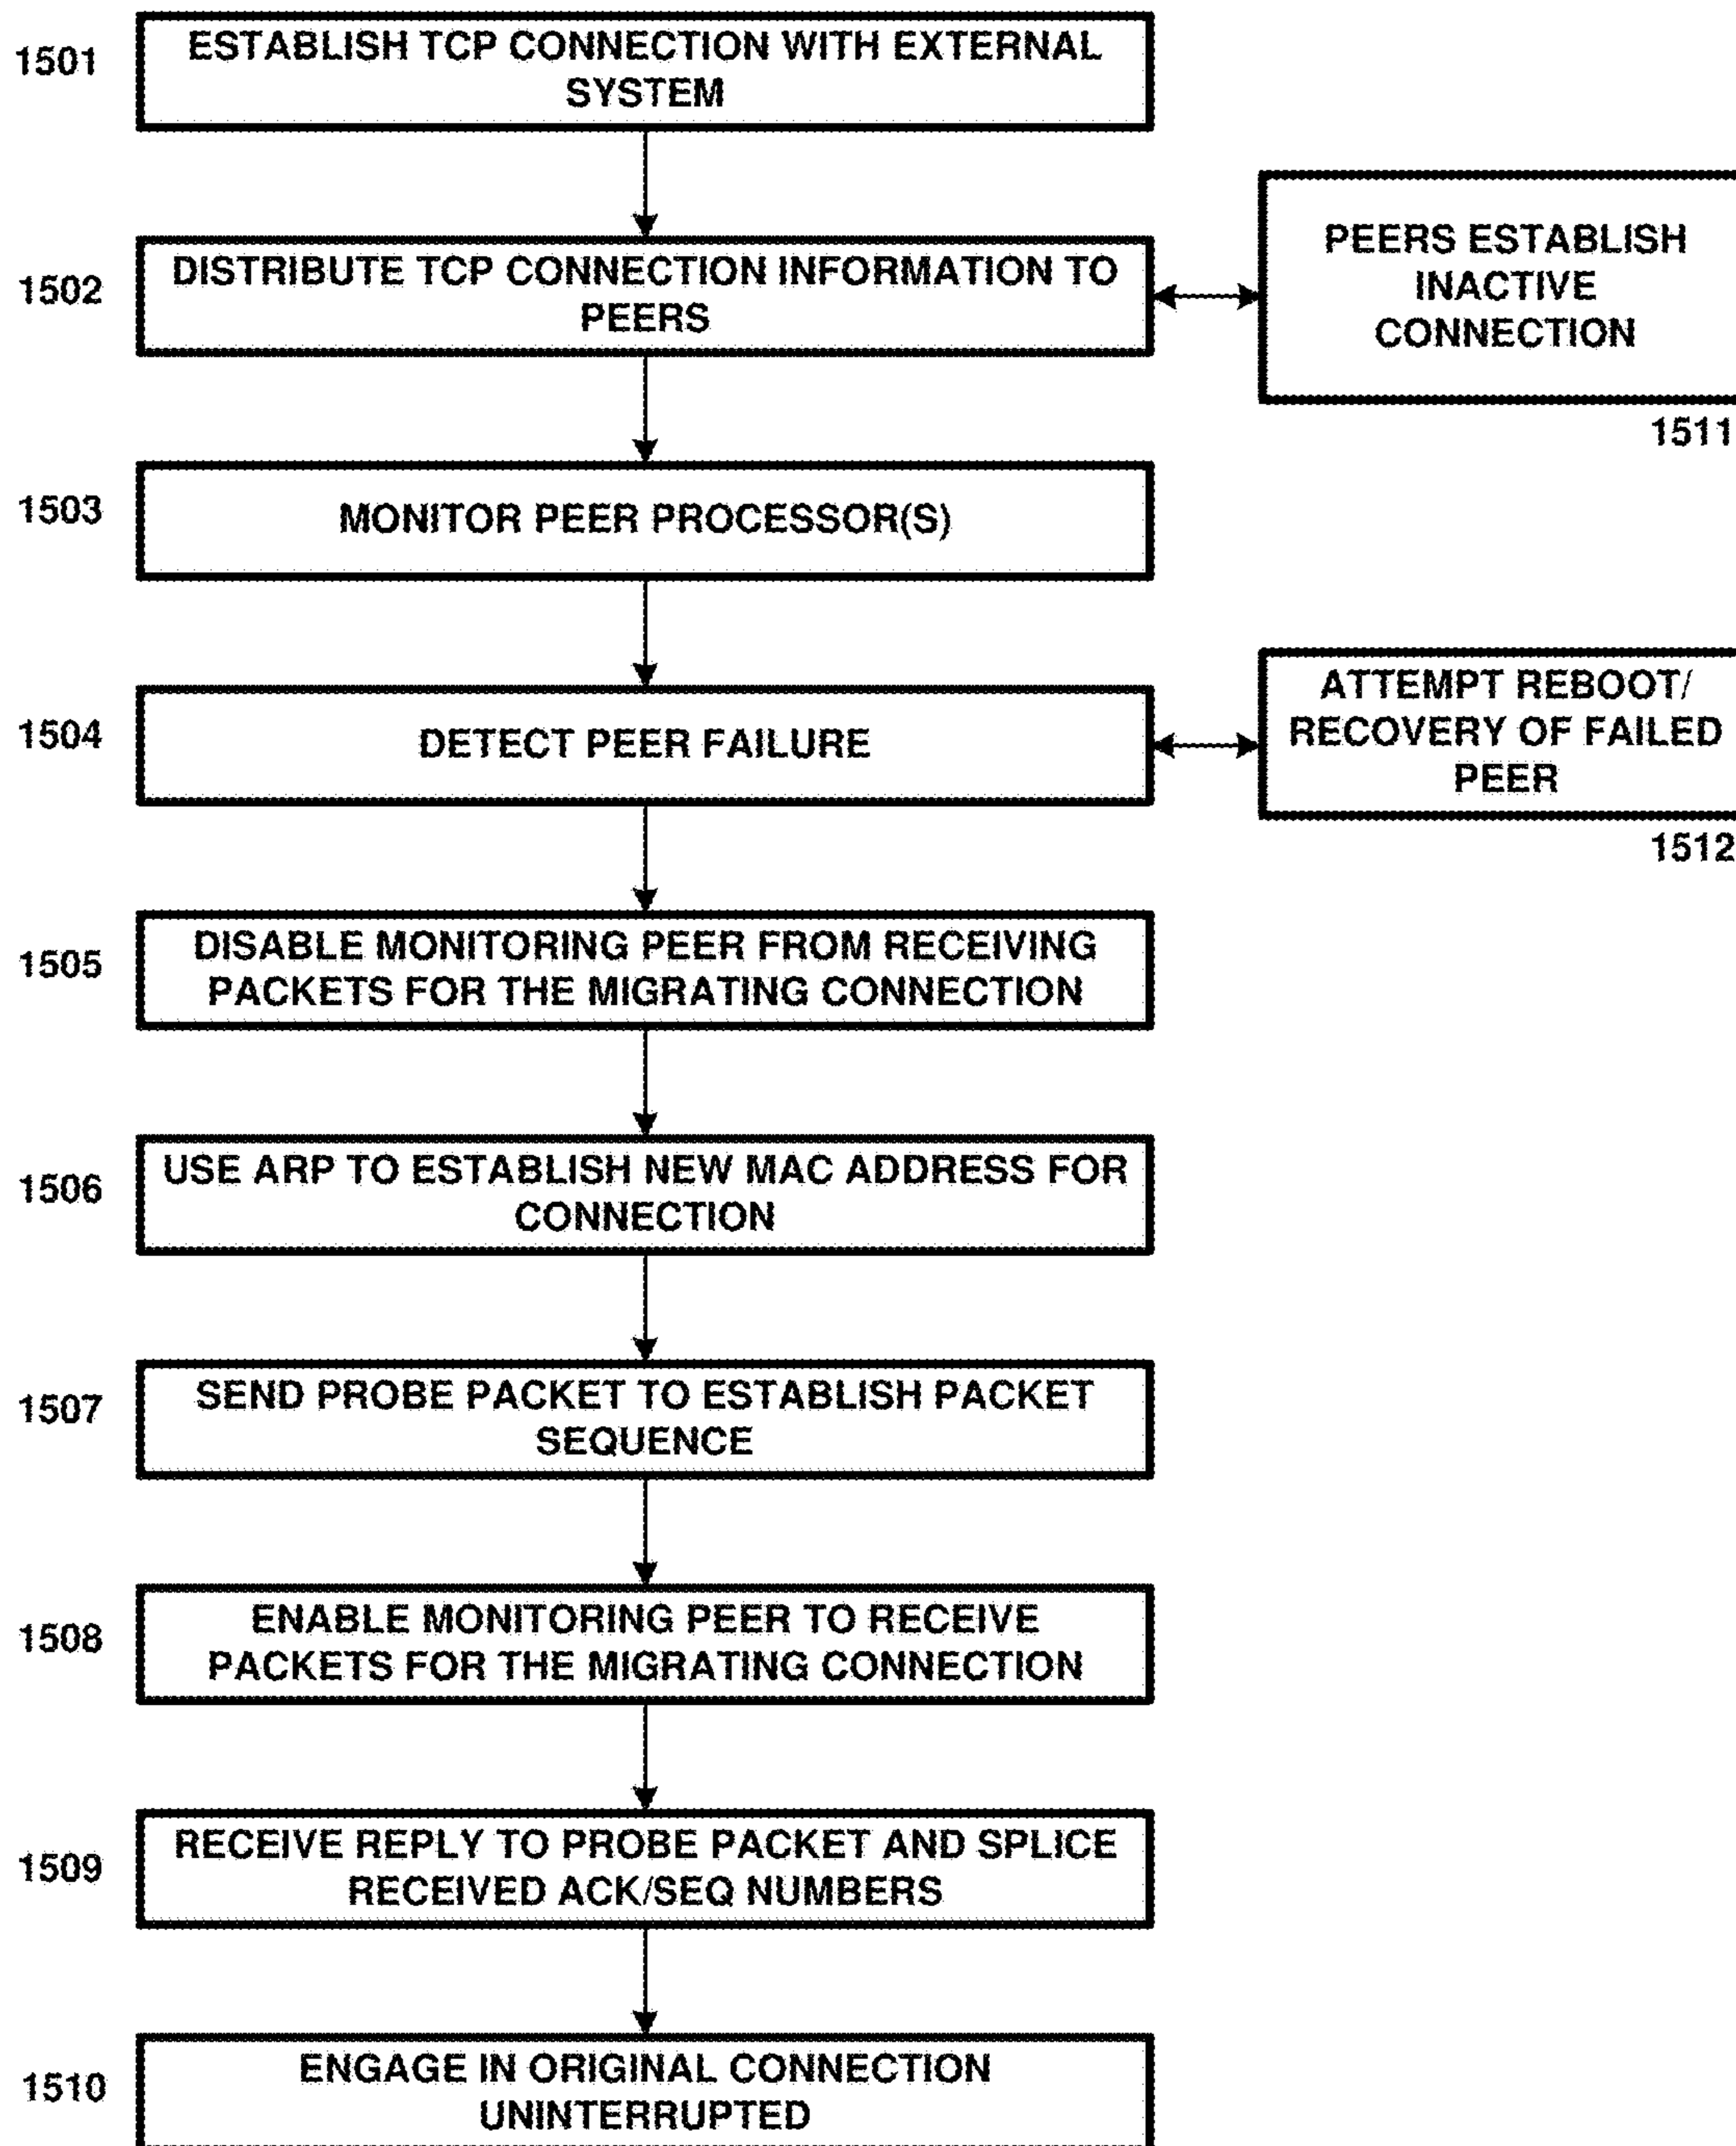 1501
ESTABLISH TCP CONNECTION WITH EXTERNAL
SYSTEM
1502
DISTRIBUTE TCP CONNECTION INFORMATION TO
PEERS
PEERS ESTABLISH
INACTIVE
CONNECTION
1511
1503
MONITOR PEER PROCESSOR(S)
1504
DETECT PEER FAILURE
ATTEMPT REBOOT/
RECOVERY OF FAILED
PEER
1512
1505
DISABLE MONITORING PEER FROM RECEIVING
PACKETS FOR THE MIGRATING CONNECTION
1506
USE ARP TO ESTABLISH NEW MAC ADDRESS FOR
CONNECTION
1507
SEND PROBE PACKET TO ESTABLISH PACKET
SEQUENCE
1508
ENABLE MONITORING PEER TO RECEIVE
PACKETS FOR THE MIGRATING CONNECTION
1509
RECEIVE REPLY TO PROBE PACKET AND SPLICE
RECEIVED ACK/SEQ NUMBERS
1510
ENGAGE IN ORIGINAL CONNECTION
UNINTERRUPTED